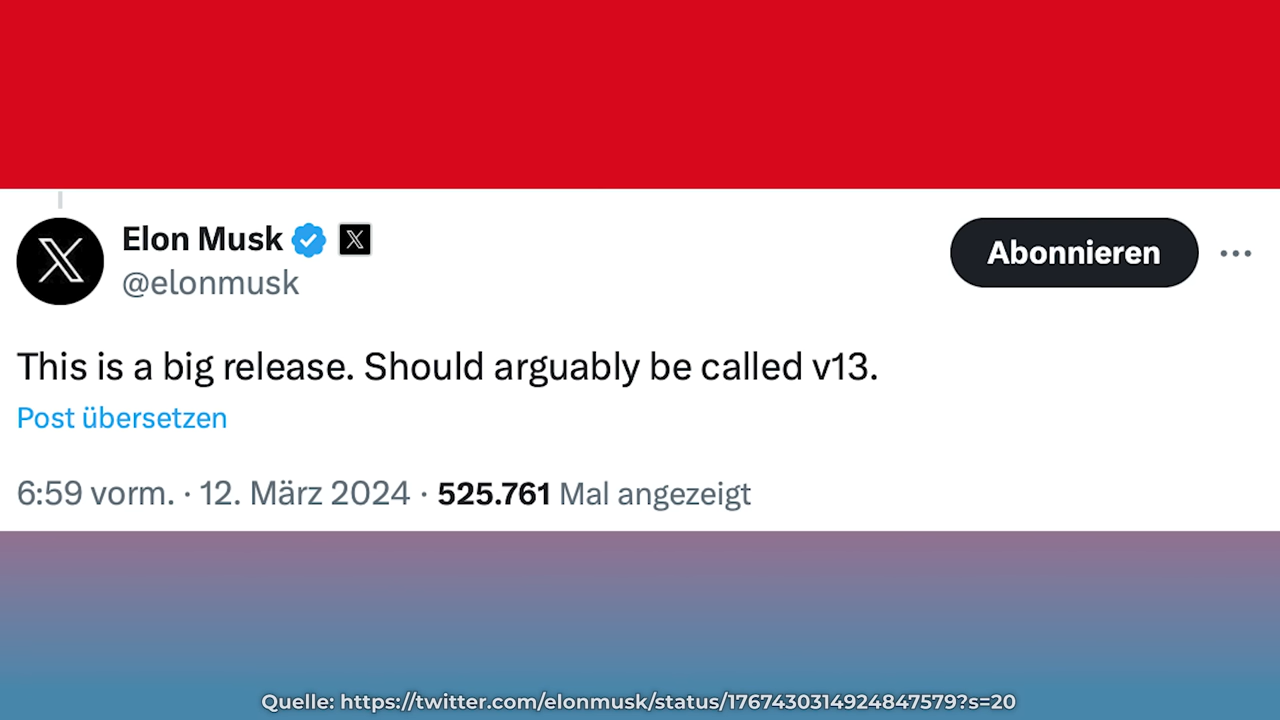 Elon Musk
@elonmusk
Abonnieren
This is a big release. Should arguably be called v13.
Post übersetzen
6:59 vorm. · 12. März 2024 · 525.761 Mal angezeigt
Quelle: https://twitter.com/elonmusk/status/1767430314924847579?s=20